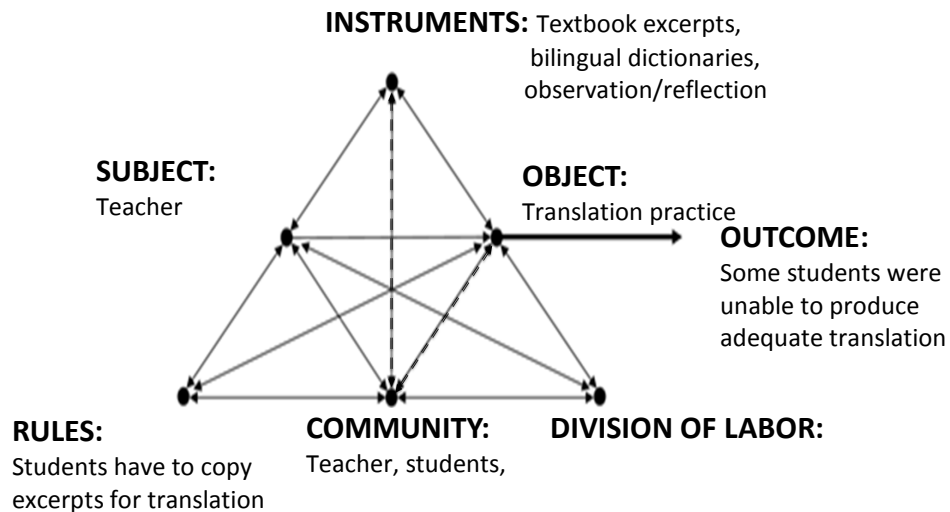 INSTRUMENTS: Textbook excerpts,
bilingual dictionaries,
observation/reflection
SUBJECT:
Teacher
OBJECT:
Translation practice
OUTCOME:
Some students were
unable to produce
adequate translation
RULES:
Students have to copy
excerpts for translation
COMMUNITY:
Teacher, students,
DIVISION OF LABOR: